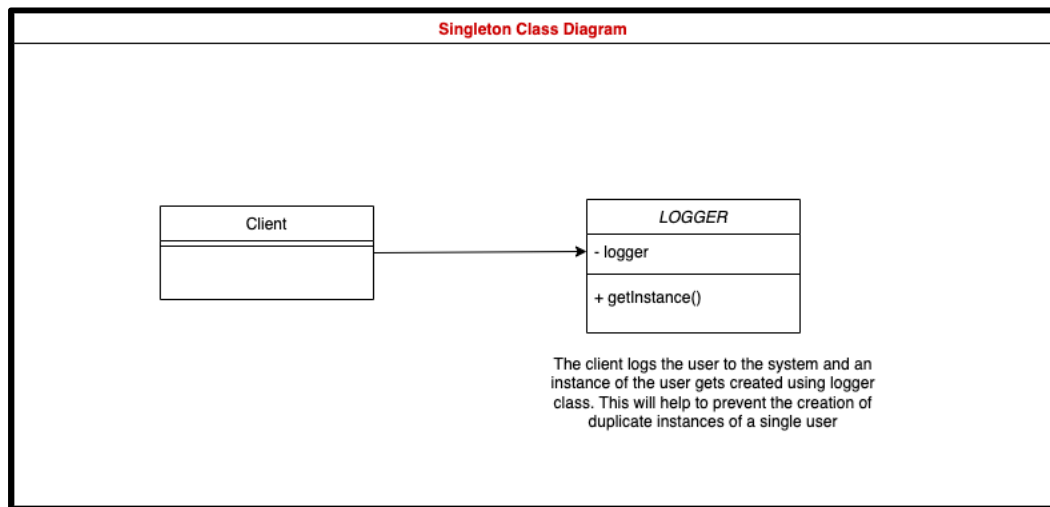 Singleton Class Diagram
Client
LOGGER
- logger
+ getInstance()
The client logs the user to the system and an
instance of the user gets created using logger
class. This will help to prevent the creation of
duplicate instances of a single user